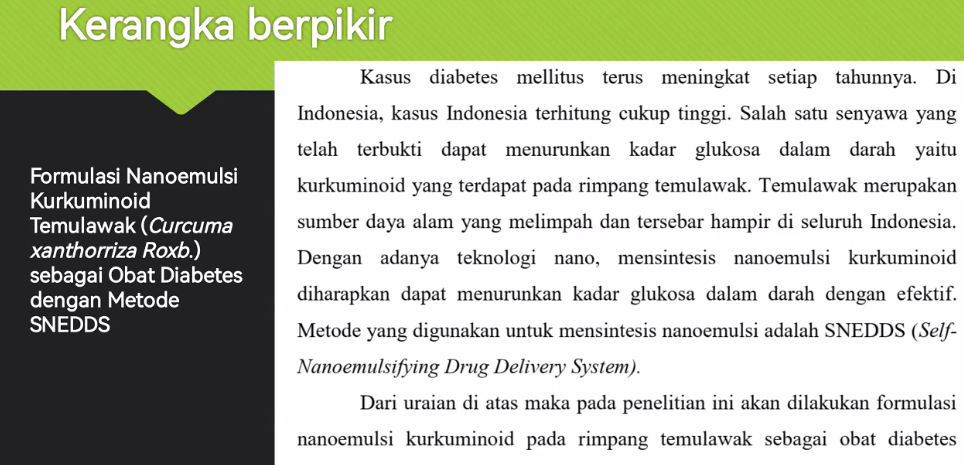 Kerangka berpikir
Formulasi Nanoemulsi
Kurkuminoid
Temulawak (Curcuma
xanthorriza Roxb.)
sebagai Obat Diabetes
dengan Metode
SNEDDS
Kasus diabetes mellitus terus meningkat setiap tahunnya. Di
Indonesia, kasus Indonesia terhitung cukup tinggi. Salah satu senyawa yang
telah terbukti dapat menurunkan kadar glukosa dalam darah yaitu
kurkuminoid yang terdapat pada rimpang temulawak. Temulawak merupakan
sumber daya alam yang melimpah dan tersebar hampir di seluruh Indonesia.
Dengan adanya teknologi nano, mensintesis nanoemulsi kurkuminoid
diharapkan dapat menurunkan kadar glukosa dalam darah dengan efektif.
Metode yang digunakan untuk mensintesis nanoemulsi adalah SNEDDS (Self-
Nanoemulsifying Drug Delivery System).
Dari uraian di atas maka pada penelitian ini akan dilakukan formulasi
nanoemulsi kurkuminoid pada rimpang temulawak sebagai obat diabetes